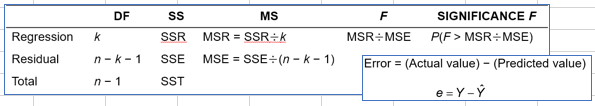 DF SS MS F SIGNIFICANCE F
Regression k SSR MSR = SSR÷k MSR÷MSE P(F > MSR÷MSE)
Residual n − k − 1 SSE MSE = SSE÷(n − k − 1)
Total n − 1 SST
Error = (Actual value) − (Predicted value)
e = Y − Ŷ